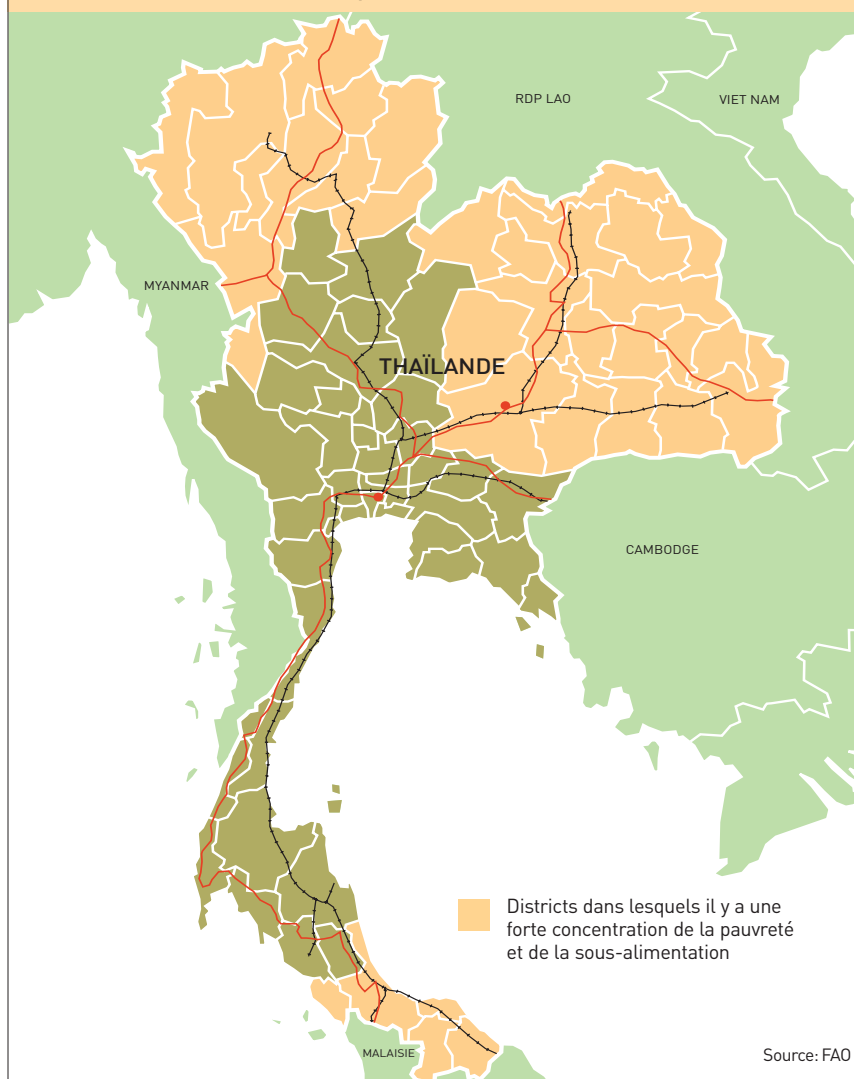 RDP LAO
VIET NAM
MYANMAR
THAÏLANDE
CAMBODGE
Districts dans lesquels il y a une
forte concentration de la pauvreté
et de la sous-alimentation
MALAISIE
Source: FAO